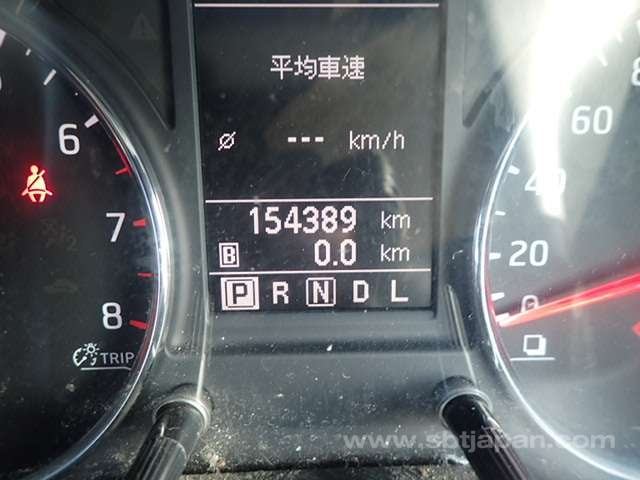 平均車速
⌀ --- km/h
154389 km
B 0.0 km
P R N D L
6
7
8
TRIP
60
40
20
0
www.sbtjapan.com